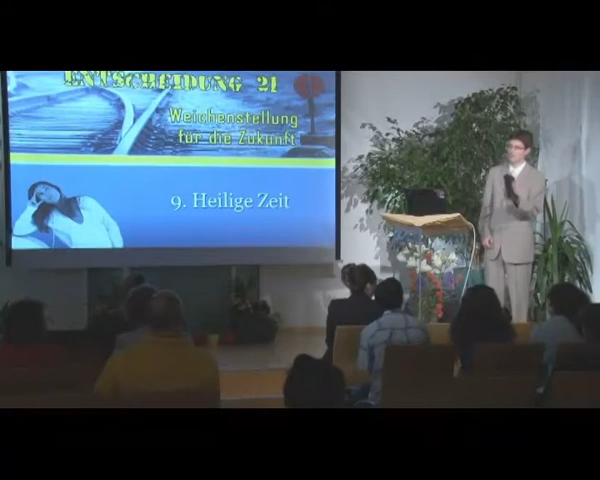 ENTSCHEIDUNG 21
Weichenstellung
für die Zukunft
9. Heilige Zeit